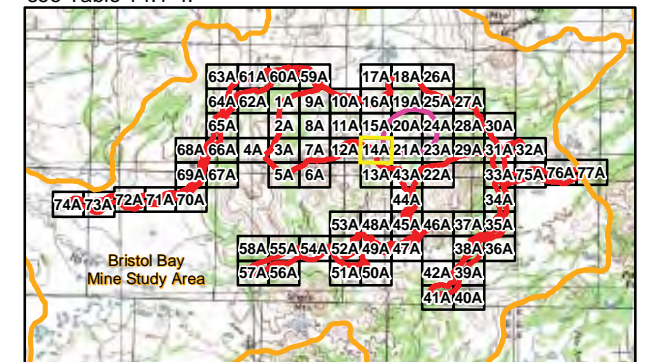 63A 61A 60A 59A 17A 18A 26A
64A 62A 1A 9A 10A 16A 19A 25A 27A
65A 2A 8A 11A 15A 20A 24A 28A 30A
68A 66A 4A 3A 7A 12A 14A 21A 23A 29A 31A 32A
69A 67A 5A 6A 13A 43A 22A 33A 75A 76A 77A
74A 73A 72A 71A 70A 44A 34A
53A 48A 45A 46A 37A 35A
58A 55A 54A 52A 49A 47A 38A 36A
57A 56A 51A 50A 42A 39A
41A 40A
Bristol Bay
Mine Study Area